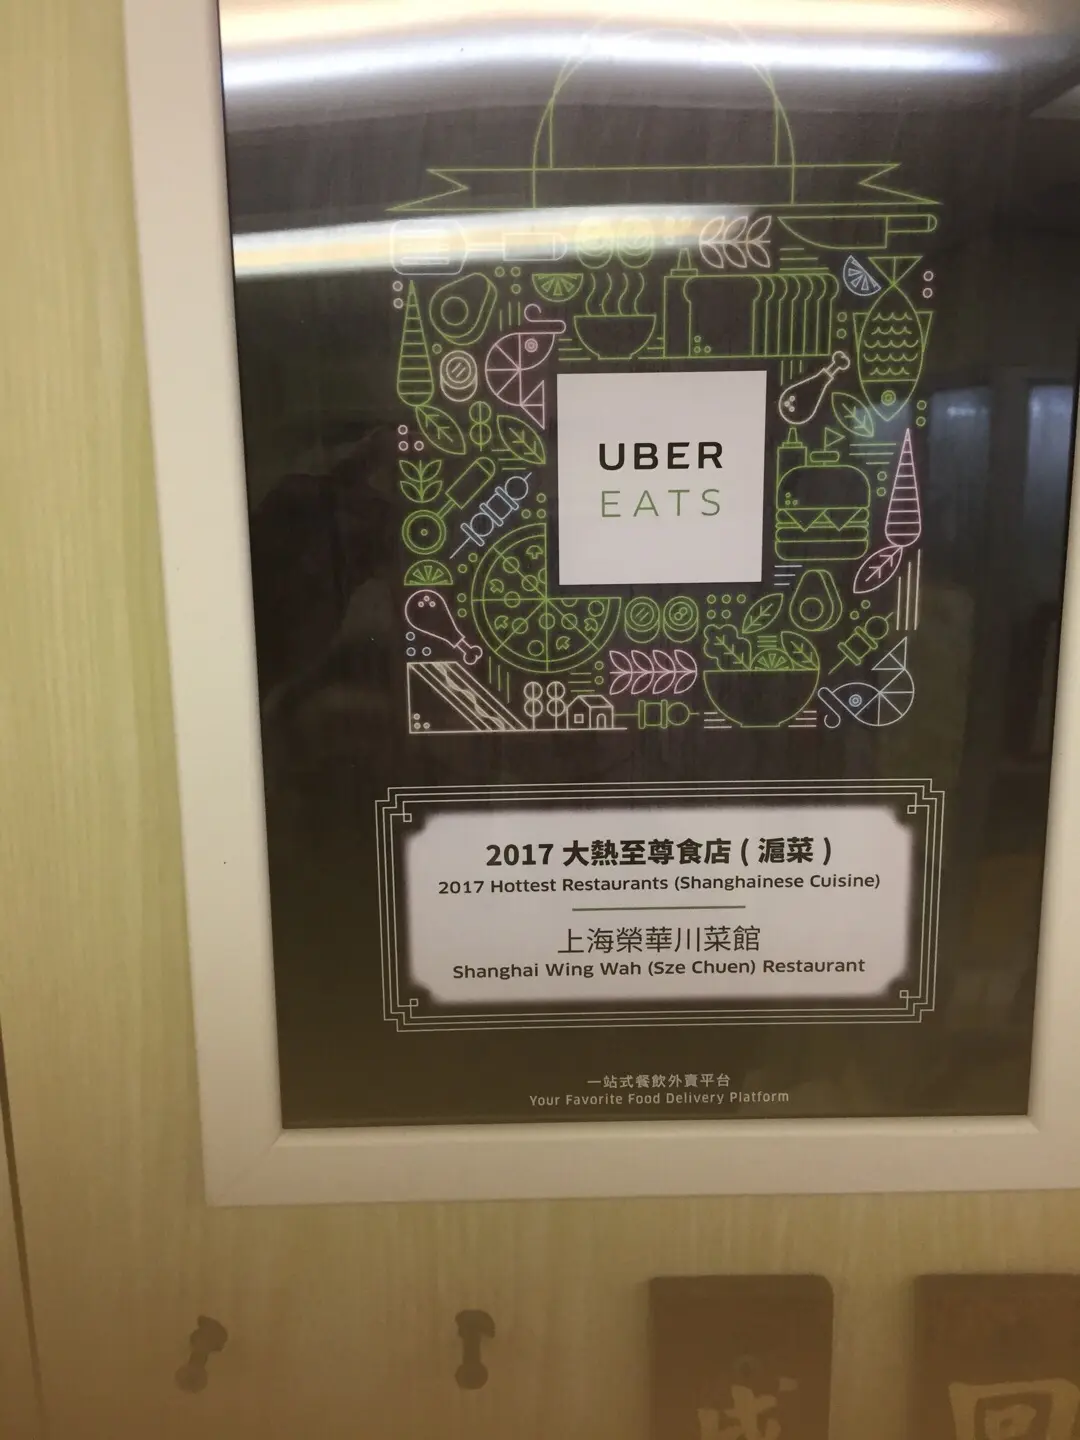 UBER
EATS
2017 大熱至尊食店 ( 滬菜 )
2017 Hottest Restaurants (Shanghainese Cuisine)
上海榮華川菜館
Shanghai Wing Wah (Sze Chuen) Restaurant
一站式餐飲外賣平台
Your Favorite Food Delivery Platform
回